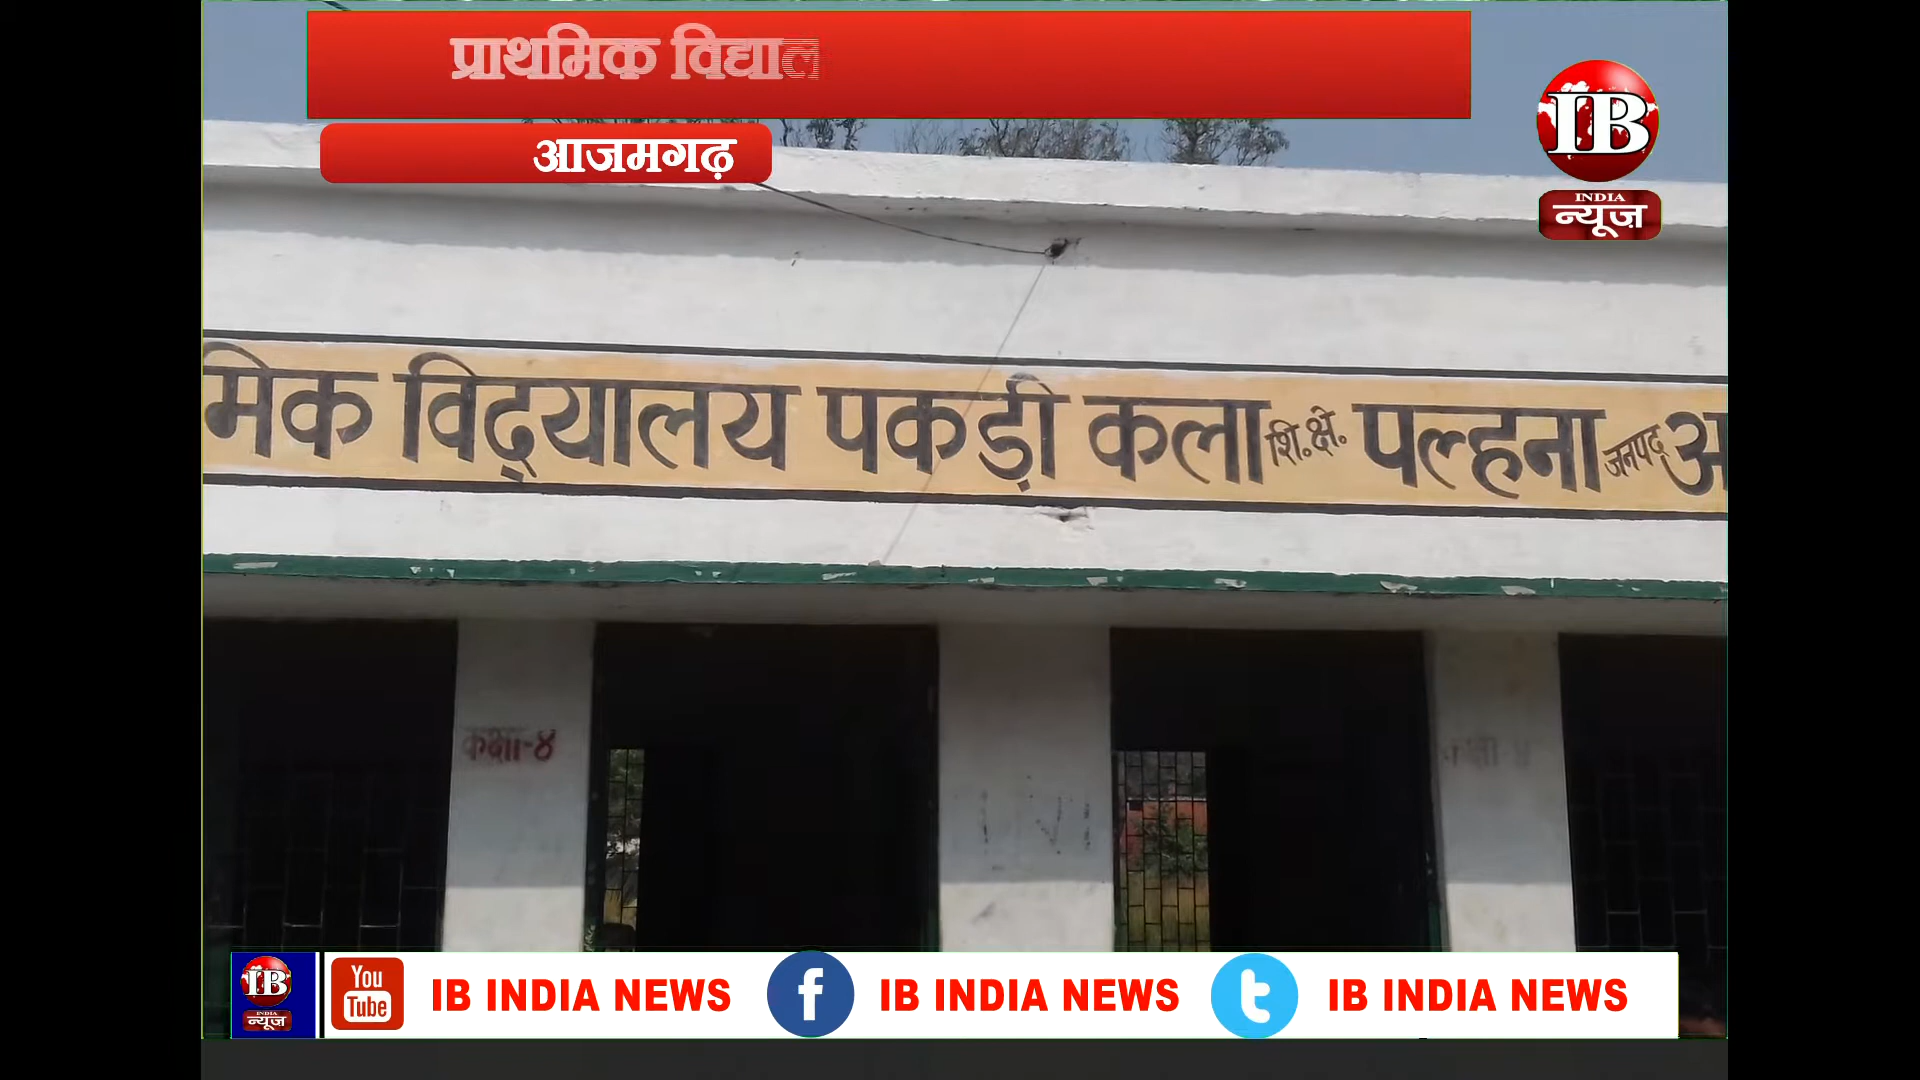 प्राथमिक विद्याल
आजमगढ़
IB
INDIA
न्यूज़
मिक विद्यालय पकड़ी कला शि.क्षे. पल्हना जनपद अ
कक्षा-४
IB
INDIA
न्यूज़
You
Tube
IB INDIA NEWS
f
IB INDIA NEWS
IB INDIA NEWS